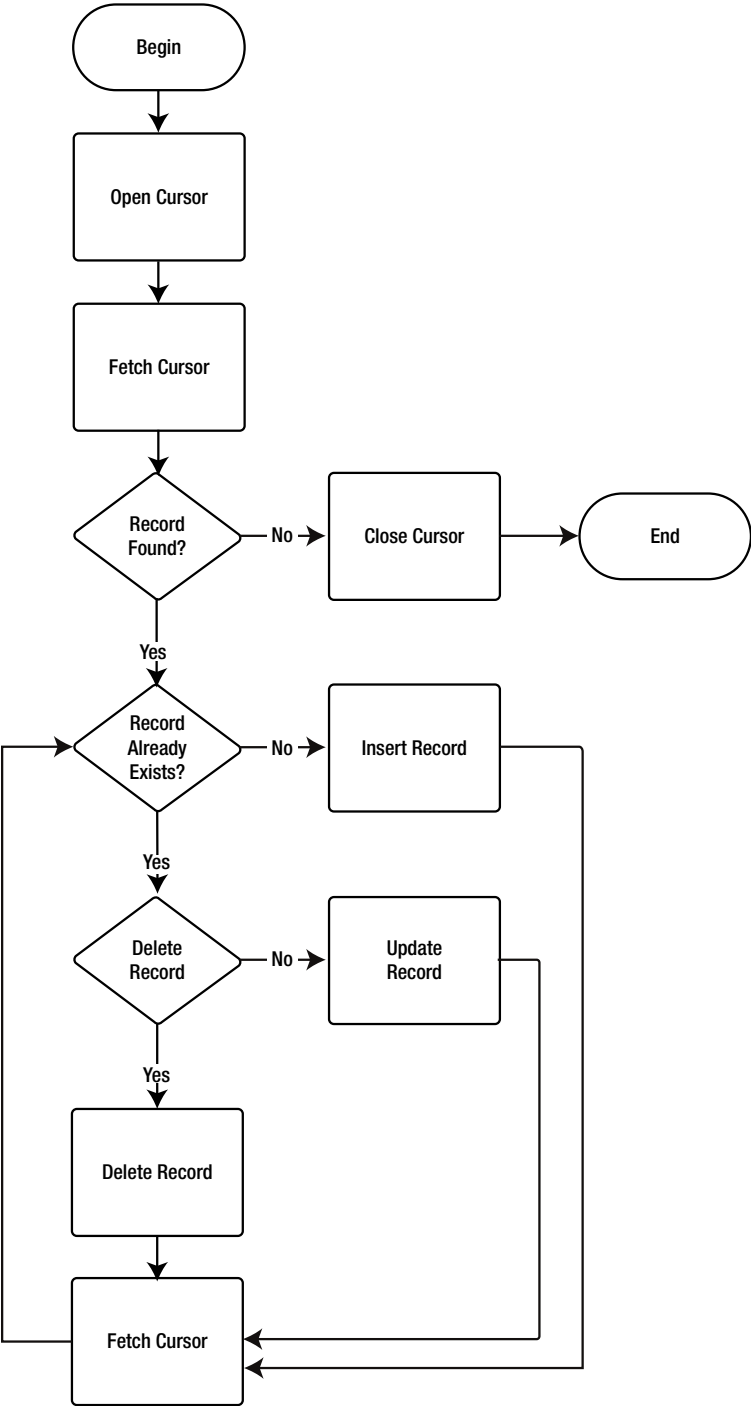 Begin
Open Cursor
Fetch Cursor
Record
Found?
No
Close Cursor
End
Yes
Record
Already
Exists?
No
Insert Record
Yes
Delete
Record
No
Update
Record
Yes
Delete Record
Fetch Cursor